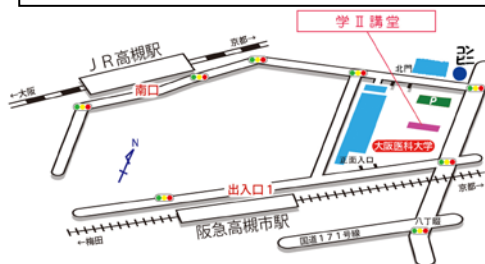 学Ⅱ講堂
コンビニ
JR高槻駅
京都→
北門
←大阪
南口
P
大阪医科大学
N
正面入口
出入口1
京都→
阪急高槻市駅
八丁畷
←梅田
国道171号線